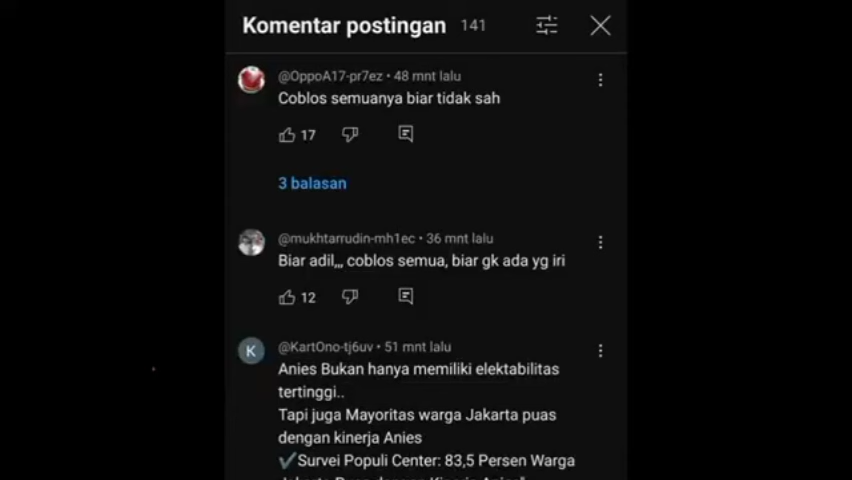 Komentar postingan 141
@OppoA17-pr7ez • 48 mnt lalu
Coblos semuanya biar tidak sah
17
3 balasan
@mukhtarrudin-mh1ec • 36 mnt lalu
Biar adil,,, coblos semua, biar gk ada yg iri
12
K
@KartOno-tj6uv • 51 mnt lalu
Anies Bukan hanya memiliki elektabilitas
tertinggi..
Tapi juga Mayoritas warga Jakarta puas
dengan kinerja Anies
✔Survei Populi Center: 83,5 Persen Warga